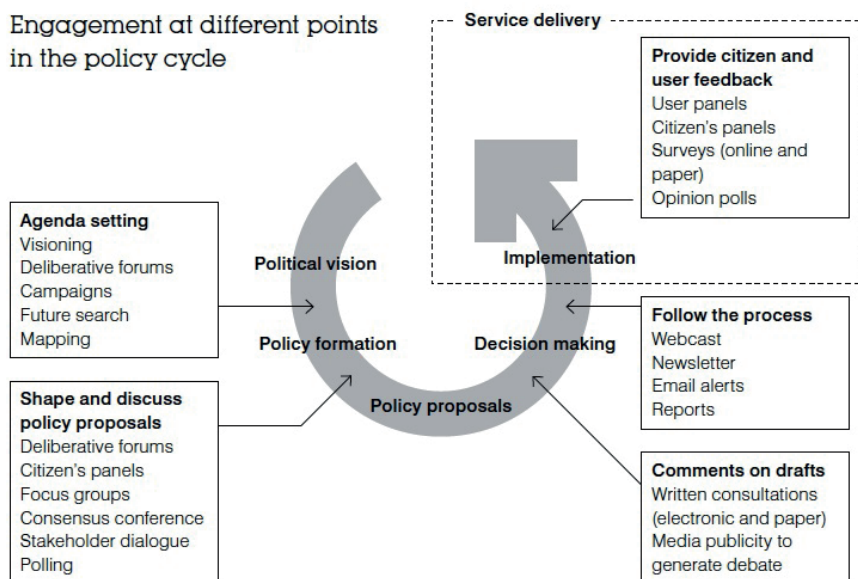 Engagement at different points
in the policy cycle
Service delivery
Provide citizen and
user feedback
User panels
Citizen's panels
Surveys (online and
paper)
Opinion polls
Agenda setting
Visioning
Deliberative forums
Campaigns
Future search
Mapping
Political vision
Implementation
Policy formation
Decision making
Policy proposals
Follow the process
Webcast
Newsletter
Email alerts
Reports
Shape and discuss
policy proposals
Deliberative forums
Citizen's panels
Focus groups
Consensus conference
Stakeholder dialogue
Polling
Comments on drafts
Written consultations
(electronic and paper)
Media publicity to
generate debate